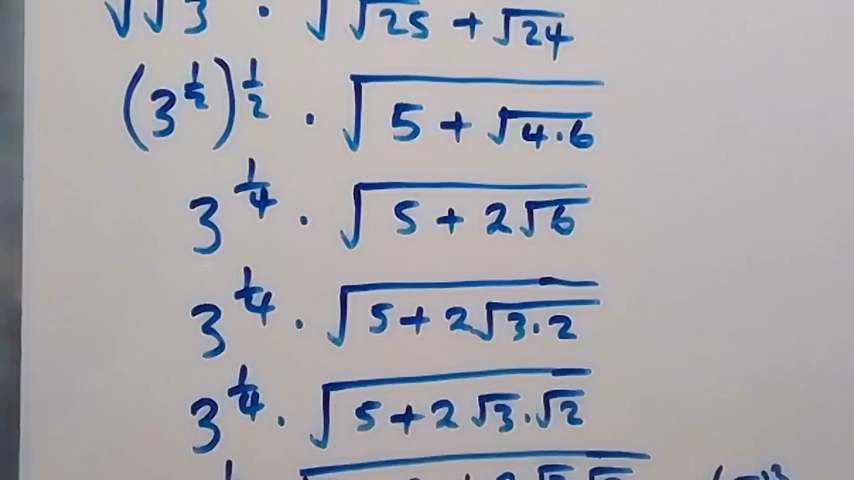 √√3 · √√25 + √24
(3^½)^½ · √5 + √4·6
3^¼ · √5 + 2√6
3^¼ · √5 + 2√3·2
3^¼ · √5 + 2√3·√2